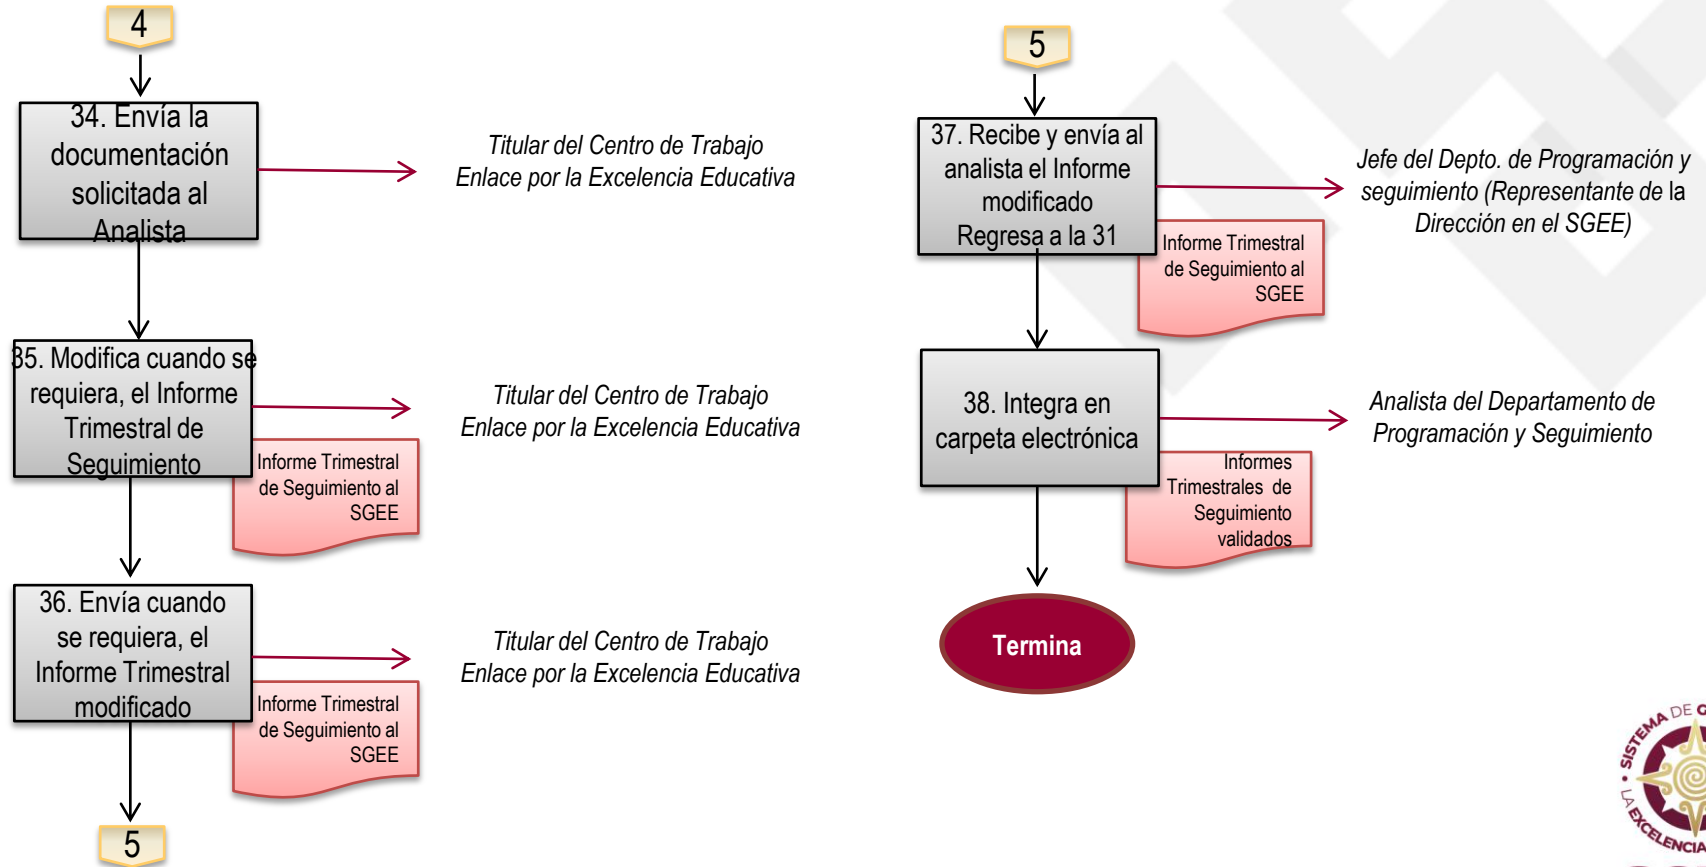 4
34. Envía la
documentación
solicitada al
Analista
Titular del Centro de Trabajo
Enlace por la Excelencia Educativa
35. Modifica cuando se
requiera, el Informe
Trimestral de
Seguimiento
Titular del Centro de Trabajo
Enlace por la Excelencia Educativa
Informe Trimestral
de Seguimiento al
SGEE
36. Envía cuando
se requiera, el
Informe Trimestral
modificado
Titular del Centro de Trabajo
Enlace por la Excelencia Educativa
Informe Trimestral
de Seguimiento al
SGEE
5
5
37. Recibe y envía al
analista el Informe
modificado
Regresa a la 31
Jefe del Depto. de Programación y
seguimiento (Representante de la
Dirección en el SGEE)
Informe Trimestral
de Seguimiento al
SGEE
38. Integra en
carpeta electrónica
Analista del Departamento de
Programación y Seguimiento
Informes
Trimestrales de
Seguimiento
validados
Termina
SISTEMA DE
LA EXCELENCIA